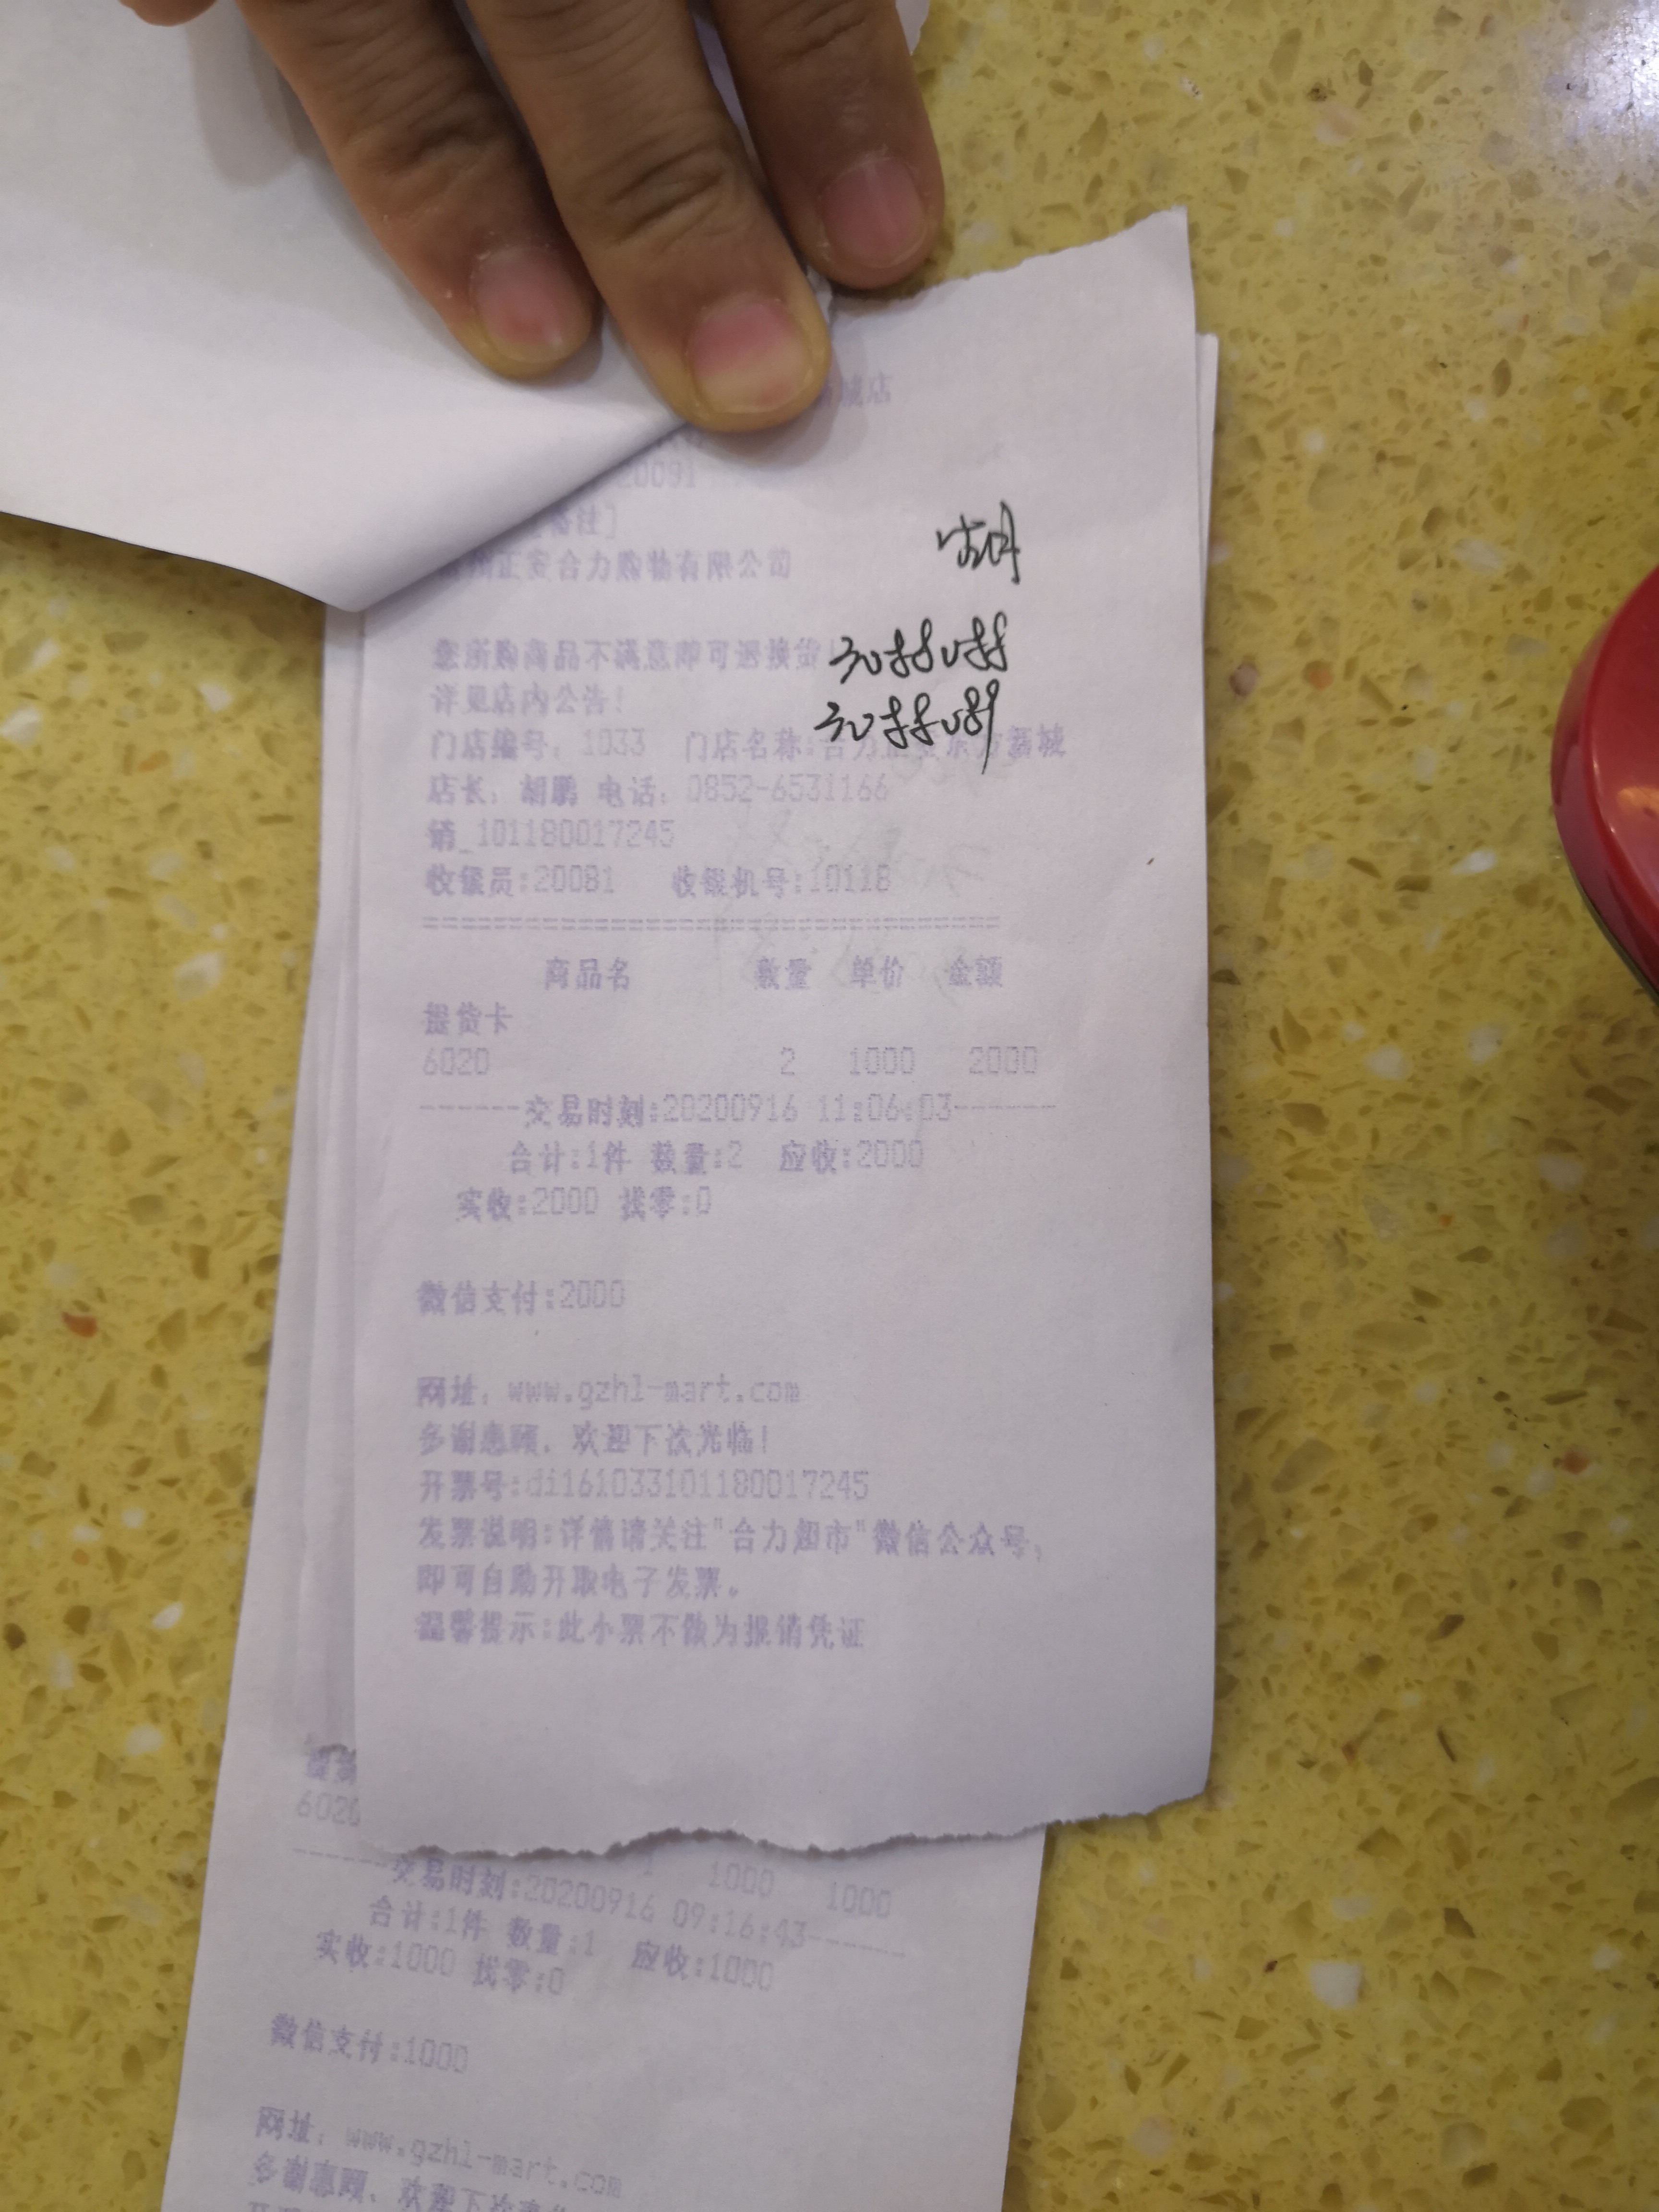 城店
20091
正安合力购物有限公司
您所购商品不满意即可退换货!
详见店内公告!
门店编号: 1033 门店名称:合力
荔城
店长: 胡鹏 电话: 0852-6531166
销_101180017245
收银员:20081 收银机号:10118
商品名 数量 单价 金额
提货卡
6020 2 1000 2000
------交易时刻:20200916 11:06:03------
合计:1件 数量:2 应收:2000
实收:2000 找零:0
微信支付:2000
网址: www.gzhl-mart.com
多谢惠顾, 欢迎下次光临!
开票号:di161033101180017245
发票说明:详情请关注"合力超市"微信公众号,
即可自助开取电子发票。
温馨提示:此小票不做为报销凭证
6020 1 1000 1000
------交易时刻:20200916 09:16:43------
合计:1件 数量:1 应收:1000
实收:1000 找零:0
微信支付:1000
网址: www.gzhl-mart.com
多谢惠顾, 欢迎下次光